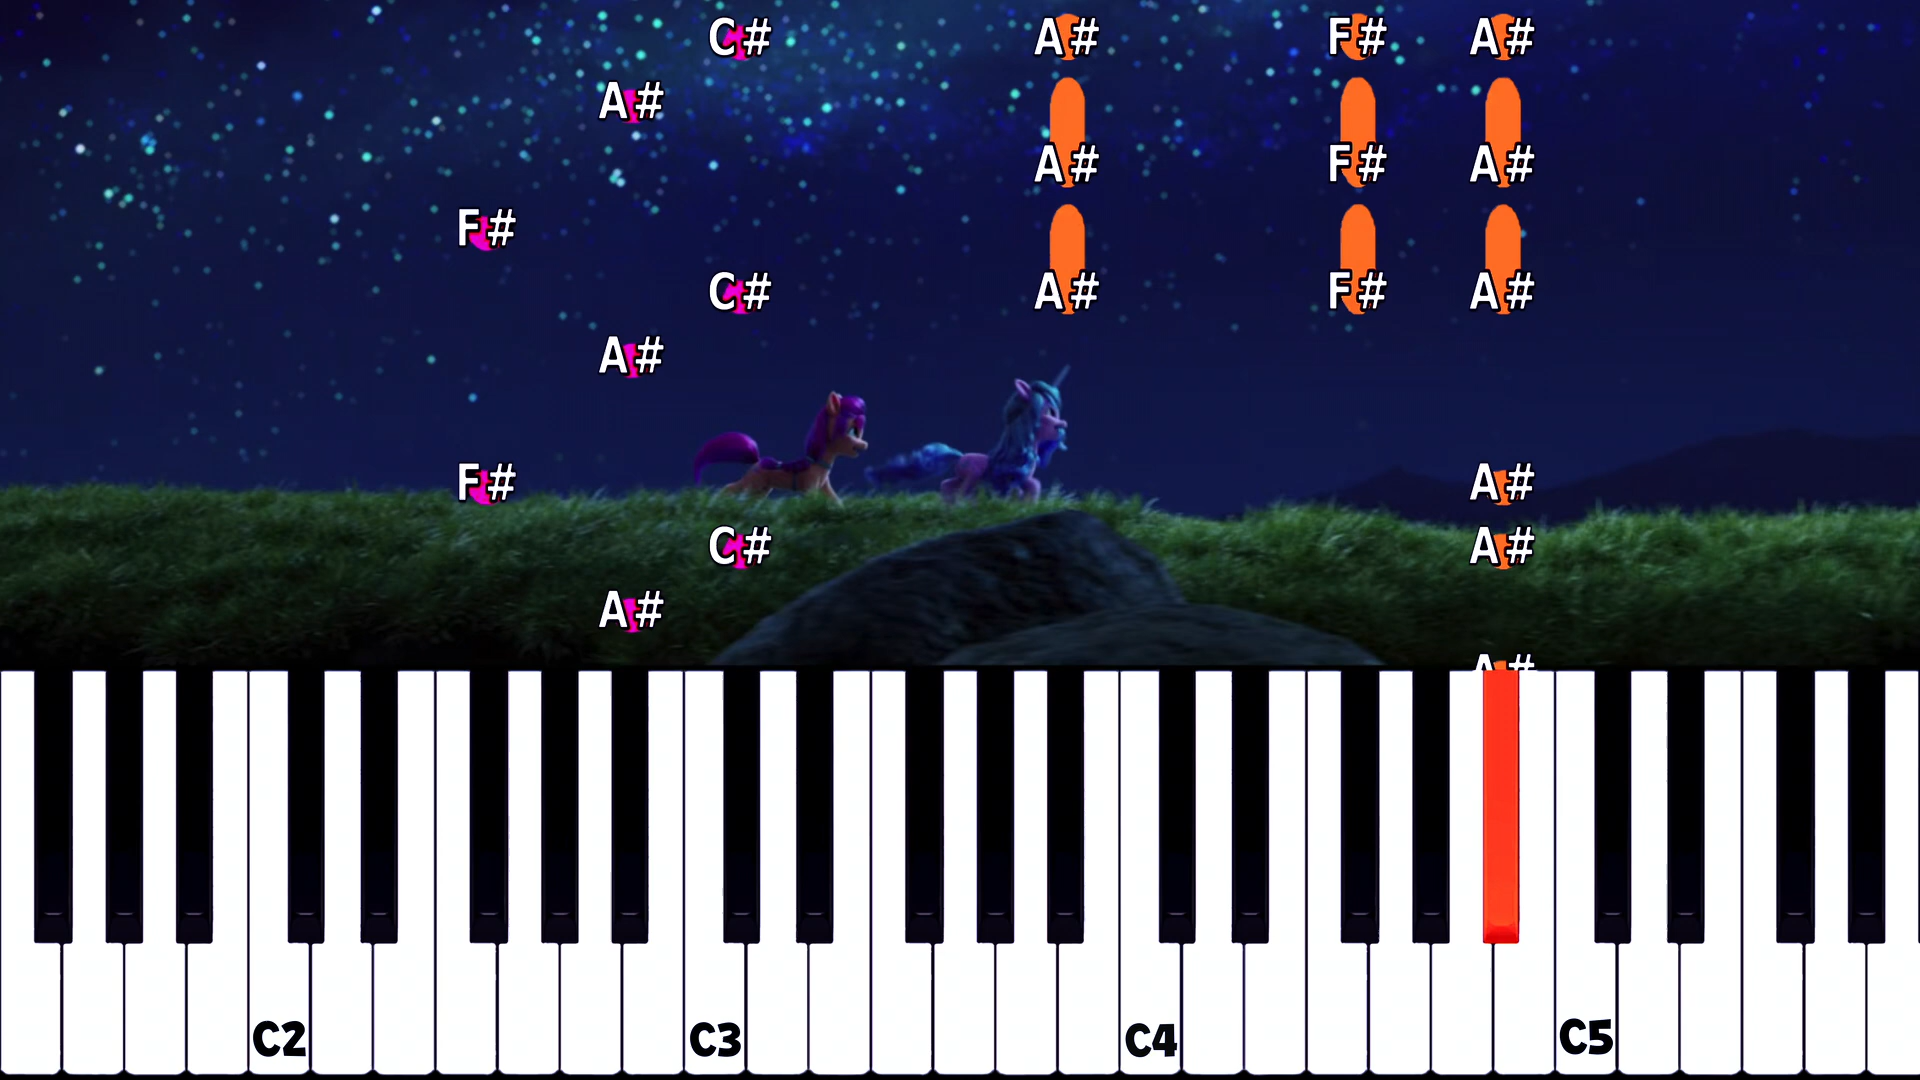 C# A# F# A#
A#
A# F# A#
F#
C# A# F# A#
A#
F# A#
C# A#
A#
A#
C2 C3 C4 C5